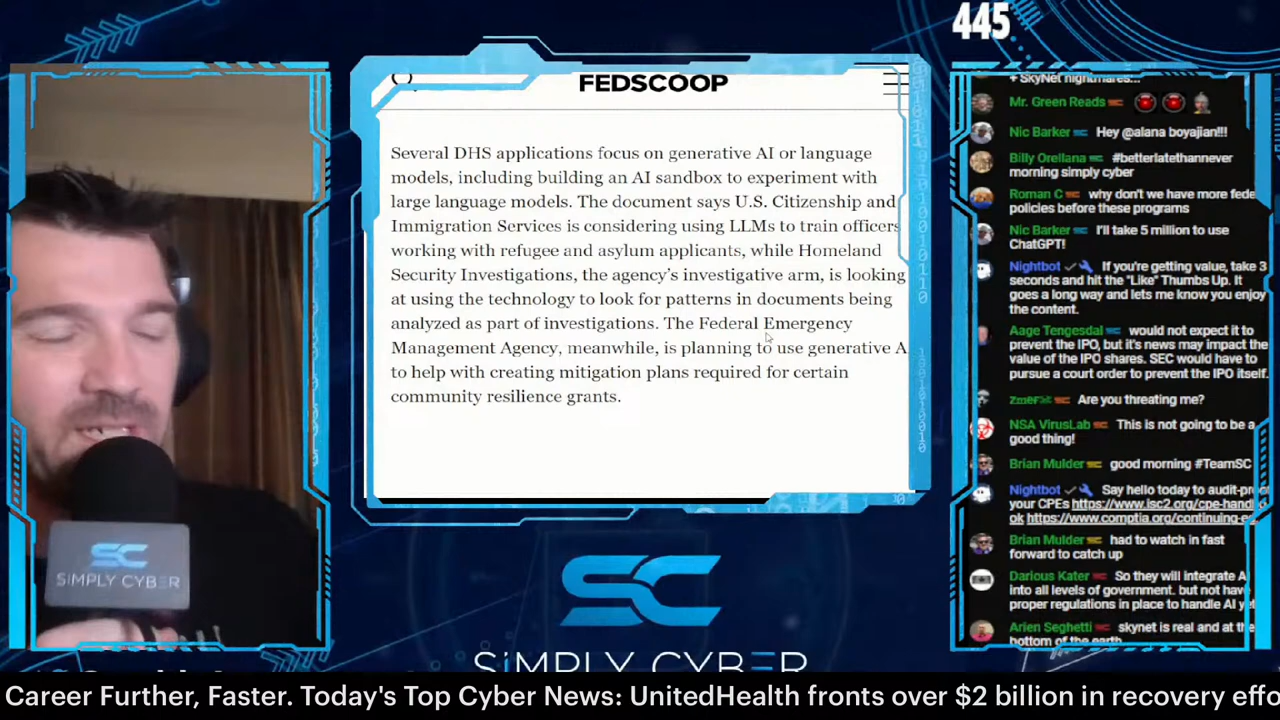 445
FEDSCOOP
Several DHS applications focus on generative AI or language
models, including building an AI sandbox to experiment with
large language models. The document says U.S. Citizenship and
Immigration Services is considering using LLMs to train officers
working with refugee and asylum applicants, while Homeland
Security Investigations, the agency's investigative arm, is looking
at using the technology to look for patterns in documents being
analyzed as part of investigations. The Federal Emergency
Management Agency, meanwhile, is planning to use generative A
to help with creating mitigation plans required for certain
community resilience grants.
+ SkyNet nightmares...
Mr. Green Reads
Nic Barker Hey @alana boyajian!!!
Billy Orellana #betterlatethannever
morning simply cyber
Roman C why don't we have more fede
policies before these programs
Nic Barker I'll take 5 million to use
ChatGPT!
Nightbot If you're getting value, take 3
seconds and hit the "Like" Thumbs Up. It
goes a long way and lets me know you enjoy
the content.
Aage Tengesdal would not expect it to
prevent the IPO, but it's news may impact the
value of the IPO shares. SEC would have to
pursue a court order to prevent the IPO itself.
Are you threating me?
NSA VirusLab This is not going to be a
good thing!
Brian Mulder good morning #TeamSC
Nightbot Say hello today to audit-pro
your CPEs https://www.isc2.org/cpe-handl
ok https://www.comptia.org/continuing-e
Brian Mulder had to watch in fast
forward to catch up
Darious Kater So they will integrate A
into all levels of government. but not have
proper regulations in place to handle AI yet
Arien Seghetti skynet is real and at the
bottom of the earth
SC
SIMPLY CYBER
SC
SIMPLY CYBER
Career Further, Faster. Today's Top Cyber News: UnitedHealth fronts over $2 billion in recovery effo